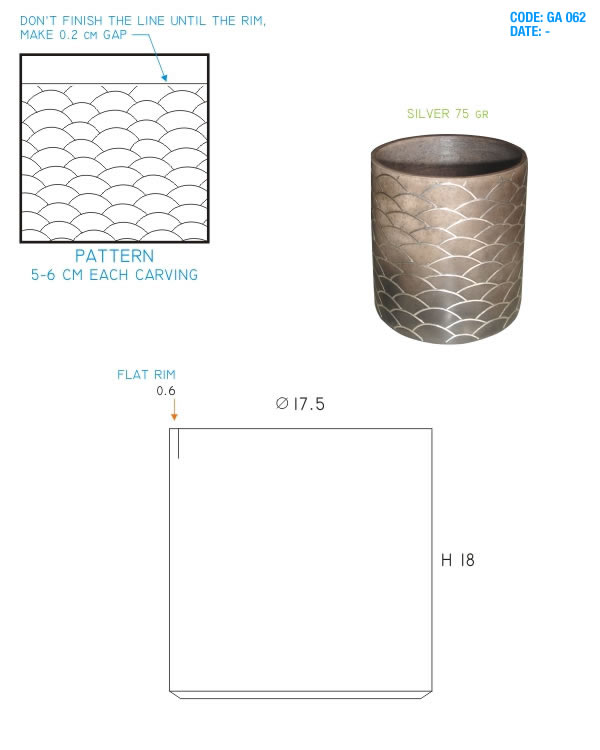 DON'T FINISH THE LINE UNTIL THE RIM,
MAKE 0.2 CM GAP
CODE: GA 062
DATE: -
SILVER 75 GR
PATTERN
5-6 CM EACH CARVING
FLAT RIM
0.6
Ø 17.5
H 18